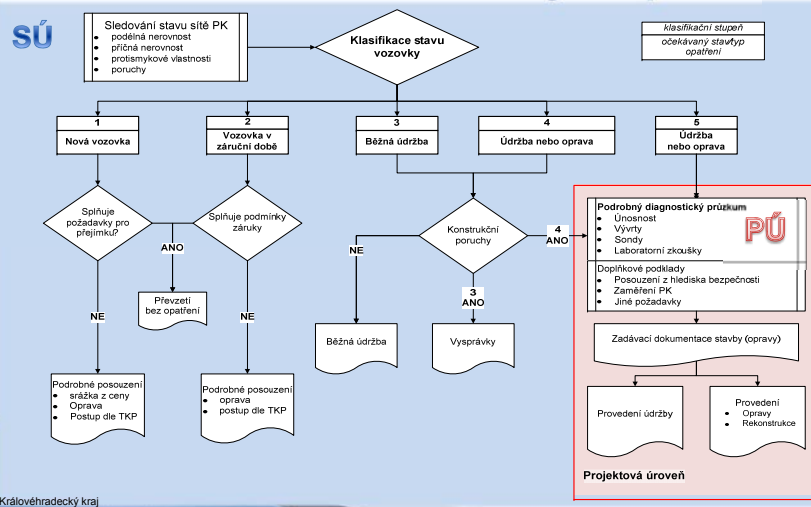 SÚ
Sledování stavu sítě PK
podélná nerovnost
příčná nerovnost
protismykové vlastnosti
poruchy
Klasifikace stavu
vozovky
klasifikační stupeň
očekávaný stav/typ
opatření
1
Nová vozovka
2
Vozovka v
záruční době
3
Běžná údržba
4
Údržba nebo oprava
5
Údržba
nebo oprava
Splňuje
požadavky pro
přejímku?
Splňuje podmínky
záruky
ANO
Převzetí
bez opatření
NE
NE
Podrobné posouzení
srážka z ceny
Oprava
Postup dle TKP
Podrobné posouzení
oprava
postup dle TKP
Konstrukční
poruchy
NE
4
ANO
3
ANO
Běžná údržba
Vysprávky
Podrobný diagnostický průzkum
Únosnost
Vývrty
Sondy
Laboratorní zkoušky
PÚ
Doplňkové podklady
Posouzení z hlediska bezpečnosti
Zaměření PK
Jiné požadavky
Zadávací dokumentace stavby (opravy)
Provedení údržby
Provedení
Opravy
Rekonstrukce
Projektová úroveň
Královéhradecký kraj